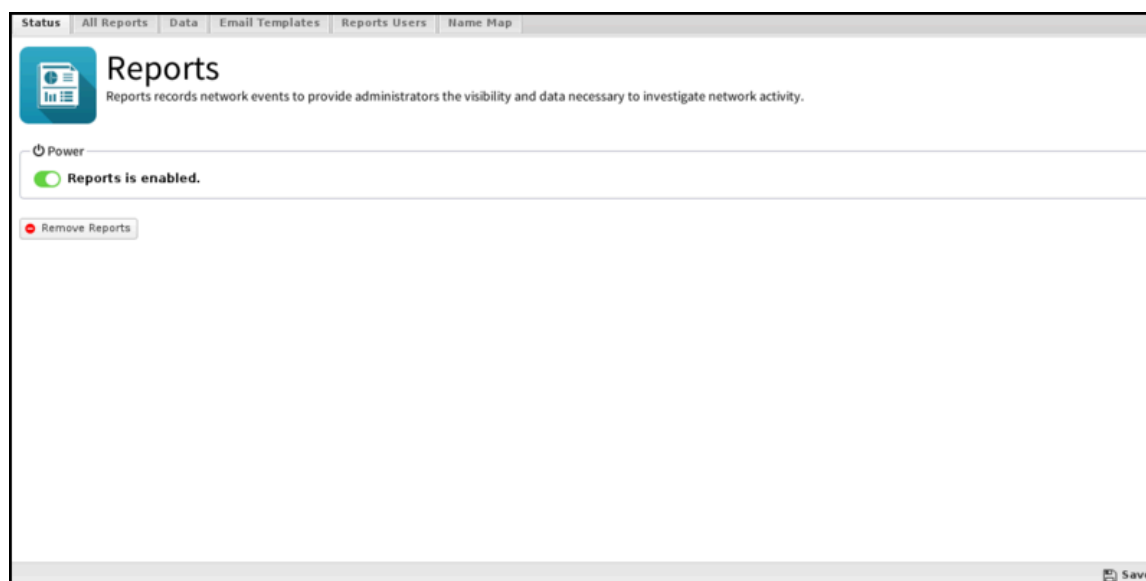 Status All Reports Data Email Templates Reports Users Name Map
Reports
Reports records network events to provide administrators the visibility and data necessary to investigate network activity.
Power
Reports is enabled.
Remove Reports
Save